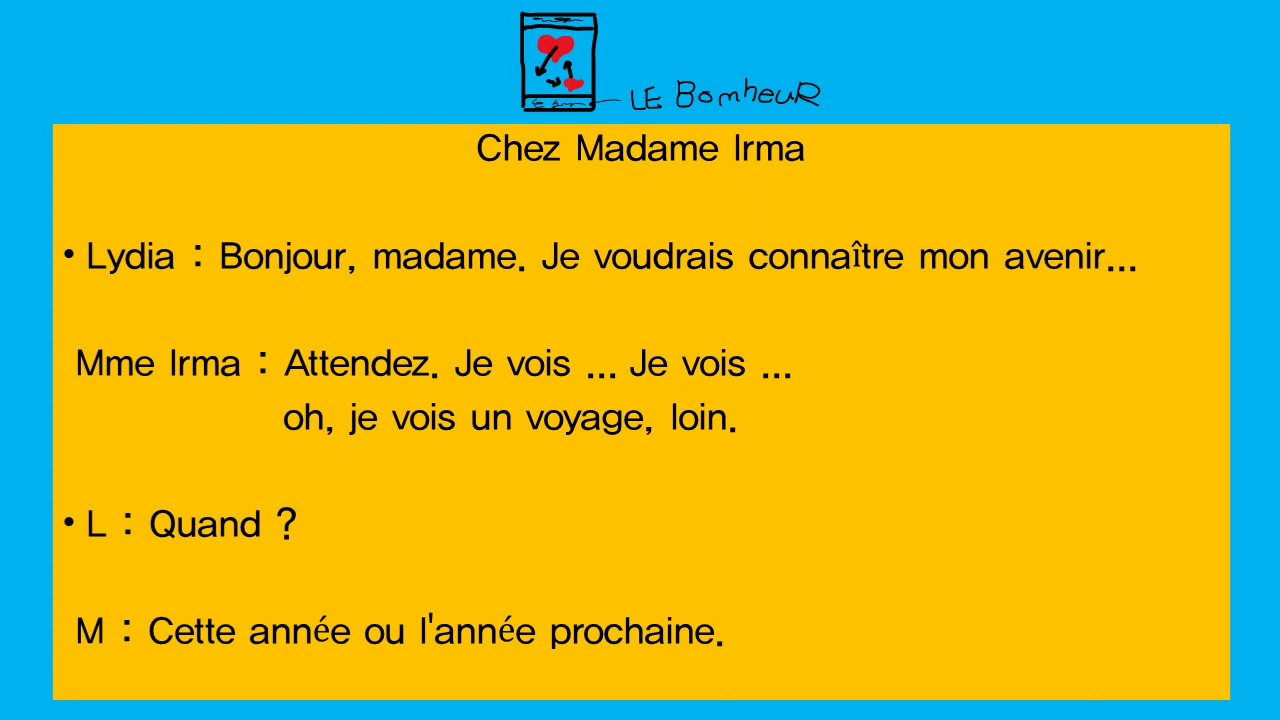 LE BomheuR
Chez Madame Irma
• Lydia : Bonjour, madame. Je voudrais connaître mon avenir...
Mme Irma : Attendez. Je vois ... Je vois ...
oh, je vois un voyage, loin.
• L : Quand ?
M : Cette année ou l'année prochaine.